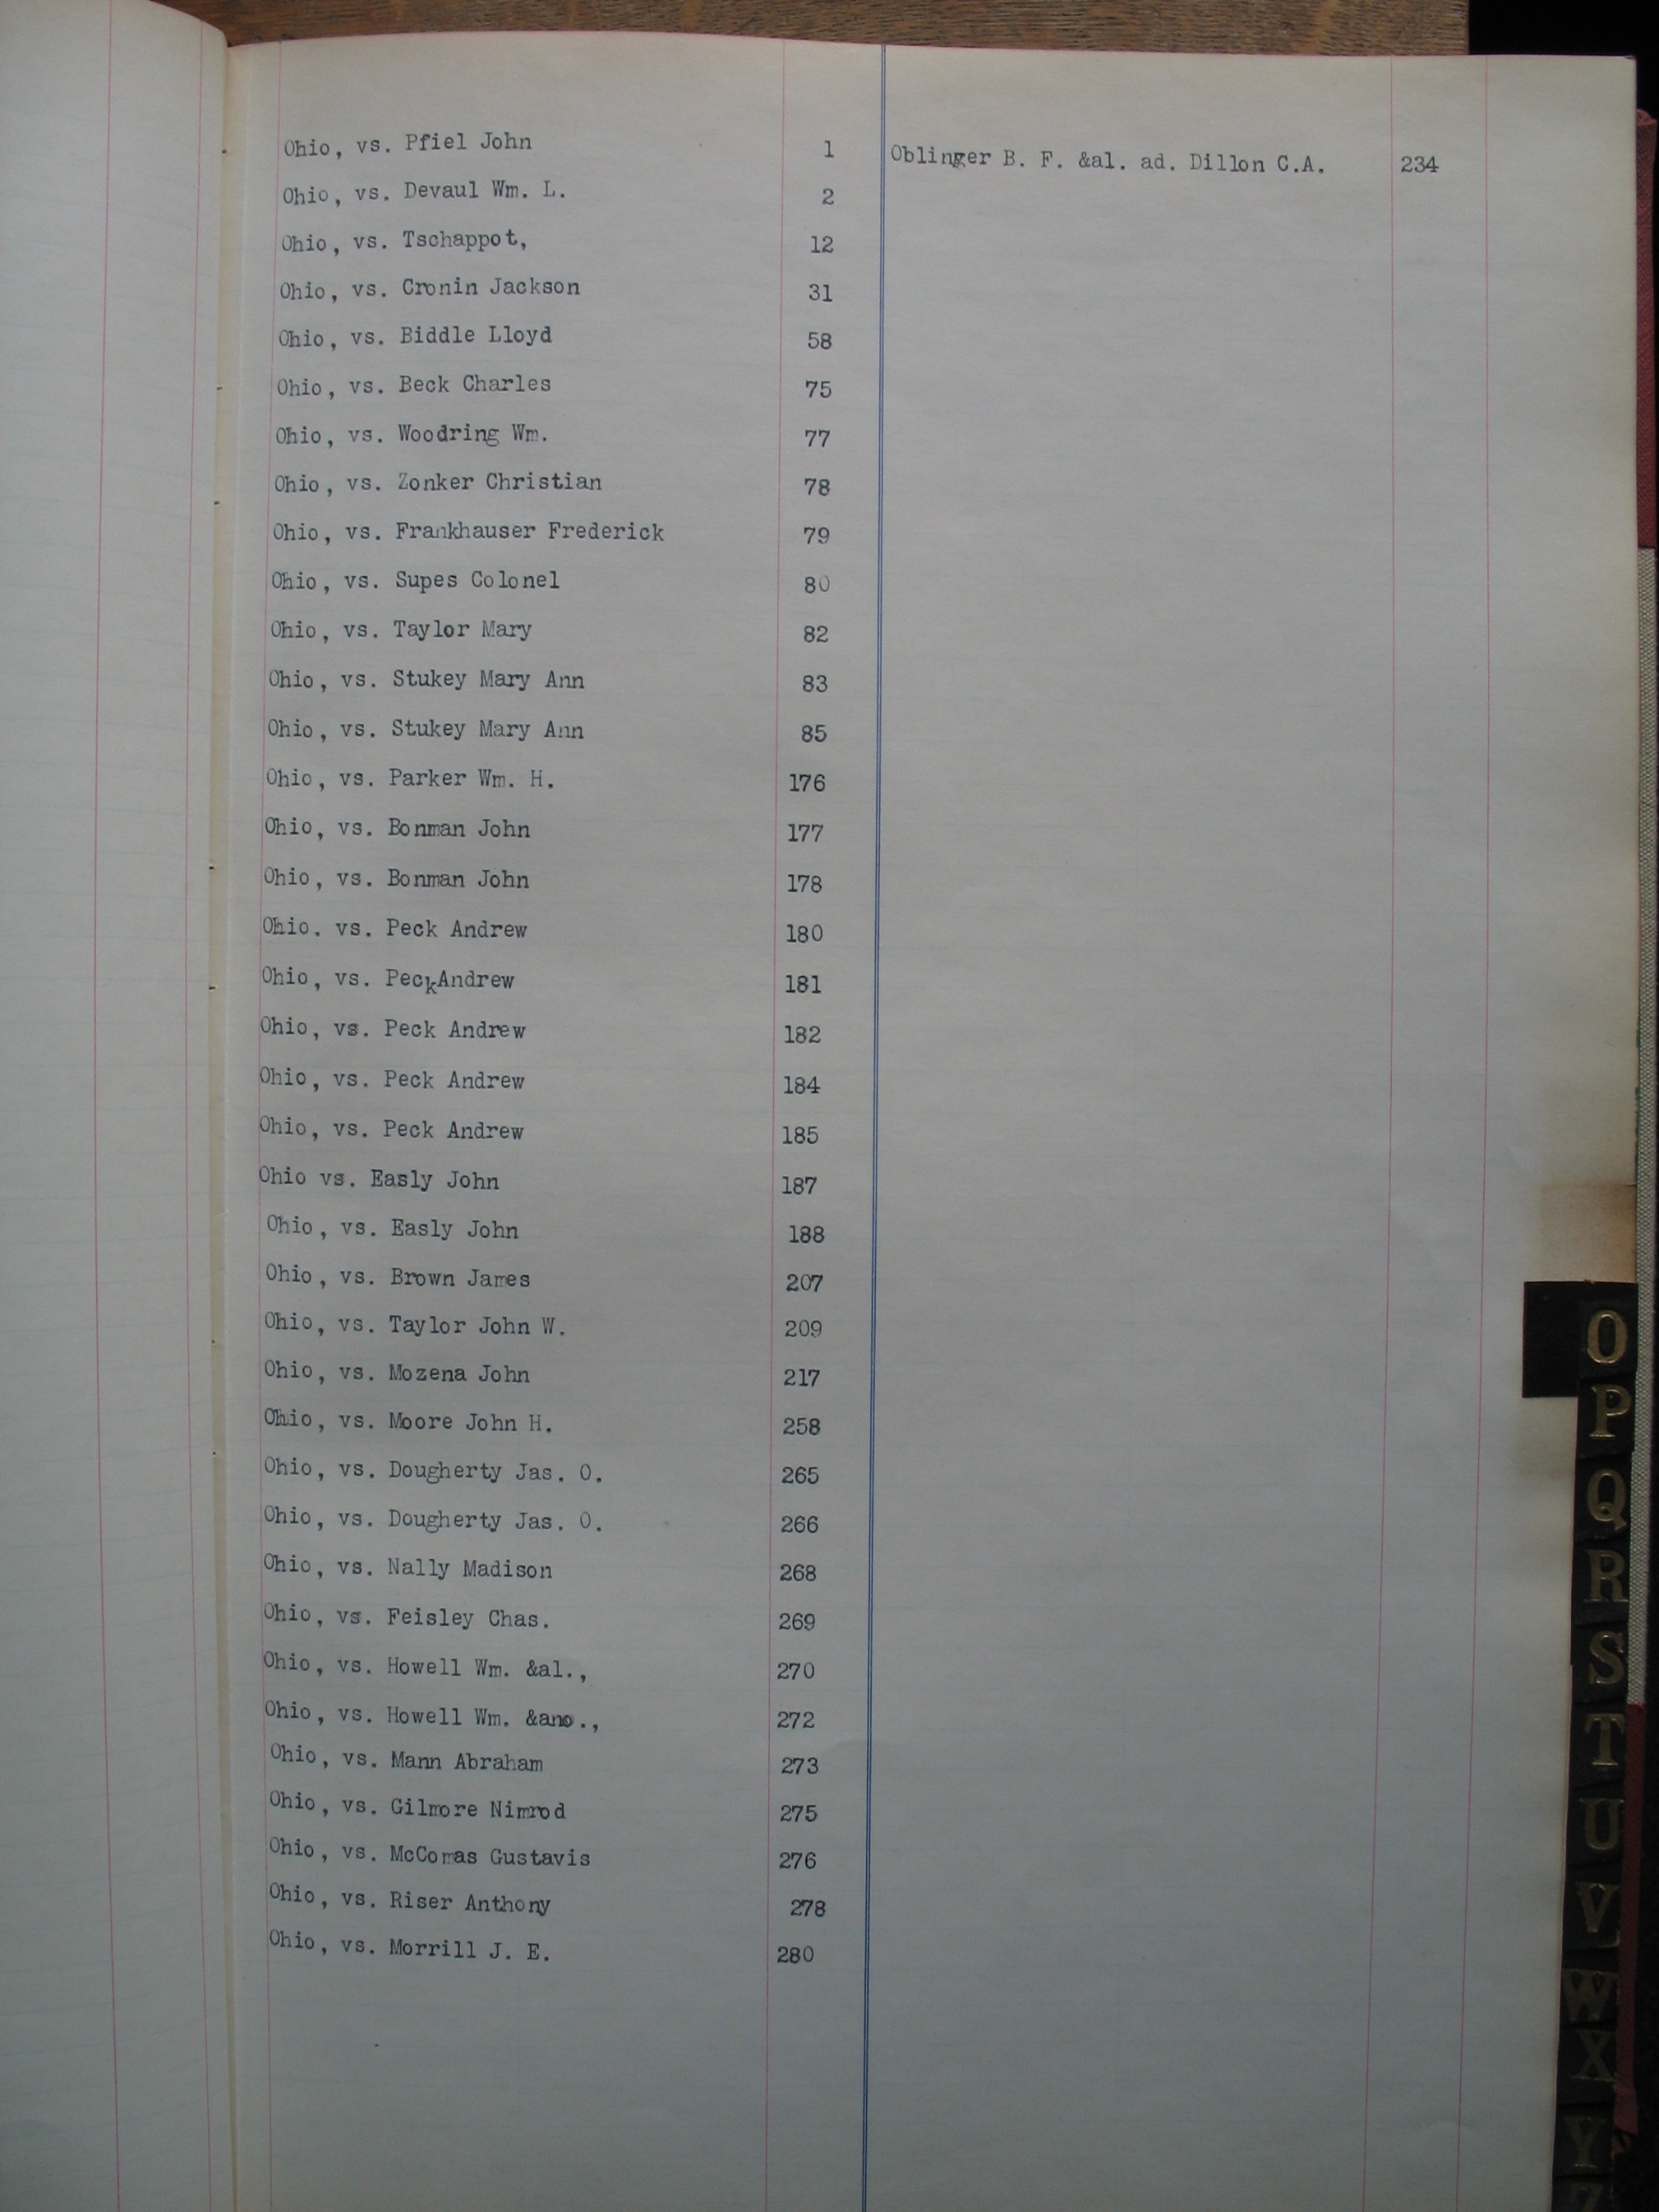 Ohio, vs. Pfiel John 1
Ohio, vs. Devaul Wm. L. 2
Ohio, vs. Tschappot, 12
Ohio, vs. Cronin Jackson 31
Ohio, vs. Biddle Lloyd 58
Ohio, vs. Beck Charles 75
Ohio, vs. Woodring Wm. 77
Ohio, vs. Zonker Christian 78
Ohio, vs. Frankhauser Frederick 79
Ohio, vs. Supes Colonel 80
Ohio, vs. Taylor Mary 82
Ohio, vs. Stukey Mary Ann 83
Ohio, vs. Stukey Mary Ann 85
Ohio, vs. Parker Wm. H. 176
Ohio, vs. Bonman John 177
Ohio, vs. Bonman John 178
Ohio. vs. Peck Andrew 180
Ohio, vs. Peck Andrew 181
Ohio, vs. Peck Andrew 182
Ohio, vs. Peck Andrew 184
Ohio, vs. Peck Andrew 185
Ohio vs. Easly John 187
Ohio, vs. Easly John 188
Ohio, vs. Brown James 207
Ohio, vs. Taylor John W. 209
Ohio, vs. Mozena John 217
Ohio, vs. Moore John H. 258
Ohio, vs. Dougherty Jas. O. 265
Ohio, vs. Dougherty Jas. O. 266
Ohio, vs. Nally Madison 268
Ohio, vs. Feisley Chas. 269
Ohio, vs. Howell Wm. &al., 270
Ohio, vs. Howell Wm. &ano., 272
Ohio, vs. Mann Abraham 273
Ohio, vs. Gilmore Nimrod 275
Ohio, vs. McComas Gustavis 276
Ohio, vs. Riser Anthony 278
Ohio, vs. Morrill J. E. 280
Oblinger B. F. &al. ad. Dillon C.A. 234
O
P
Q
R
S
T
U
V
W
X
Y
Z